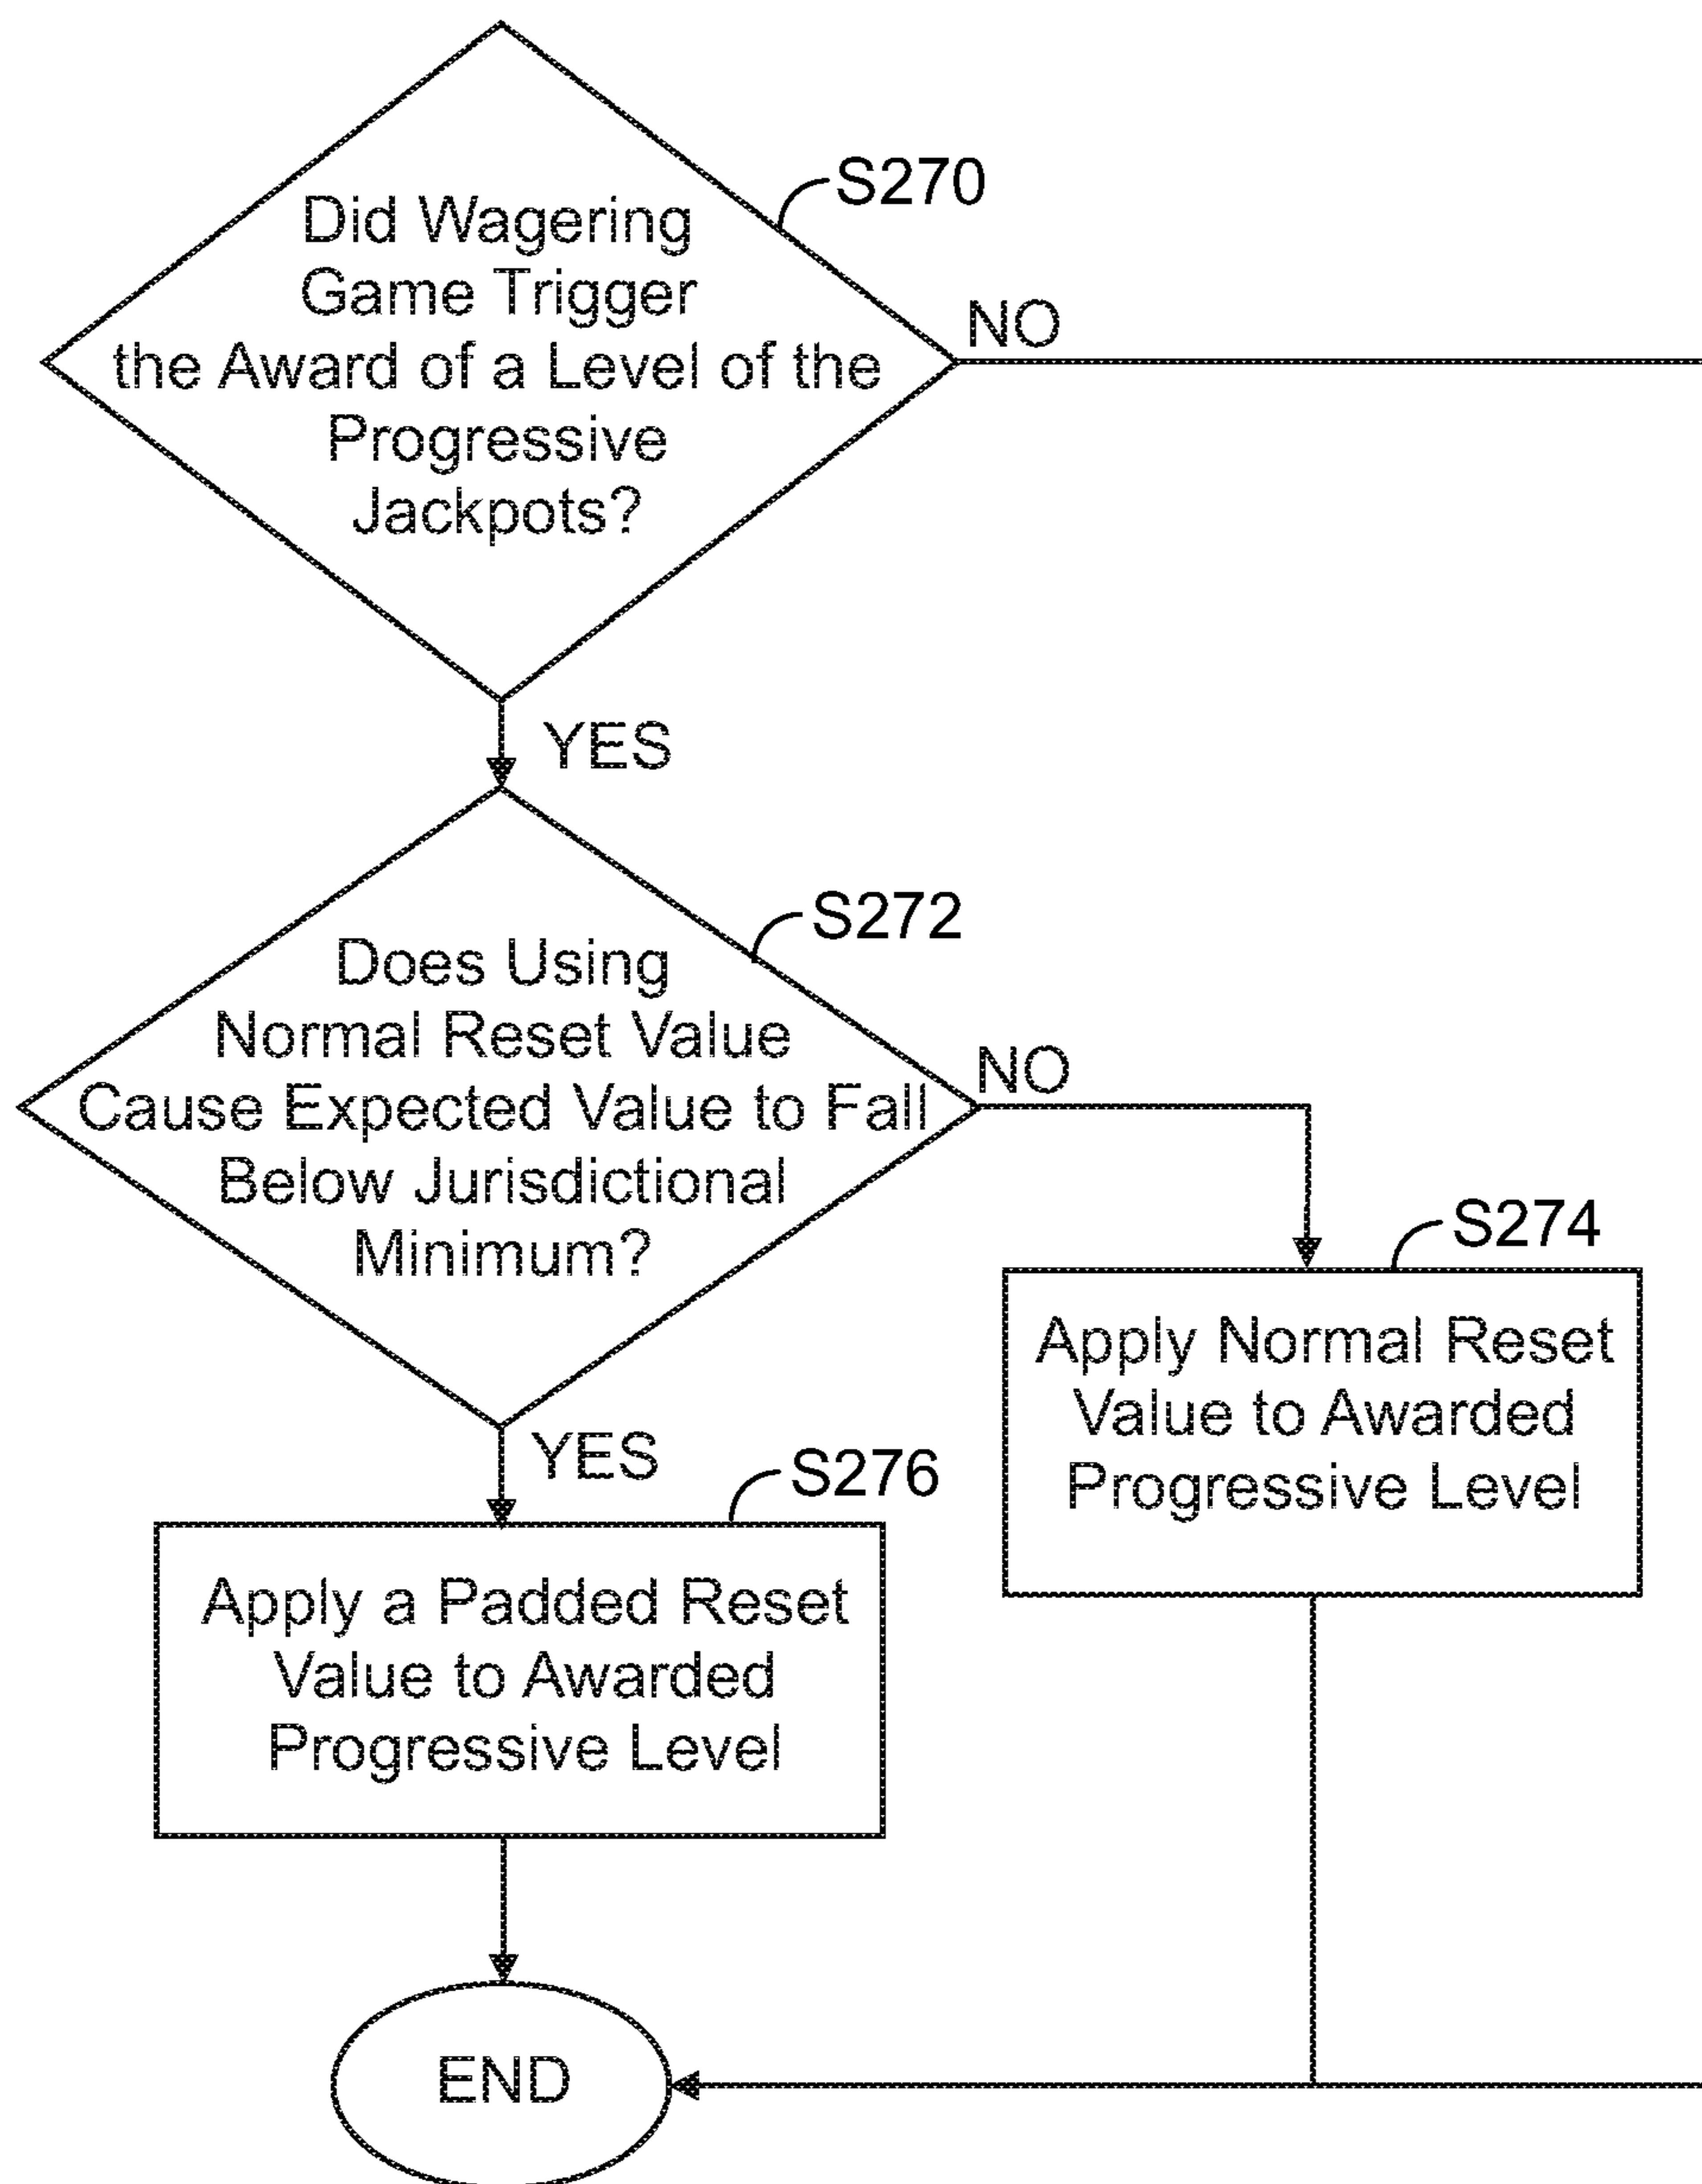 S270
Did Wagering
Game Trigger
the Award of a Level of the
Progressive
Jackpots?
NO
YES
S272
Does Using
Normal Reset Value
Cause Expected Value to Fall
Below Jurisdictional
Minimum?
NO
S274
Apply Normal Reset
Value to Awarded
Progressive Level
YES
S276
Apply a Padded Reset
Value to Awarded
Progressive Level
END